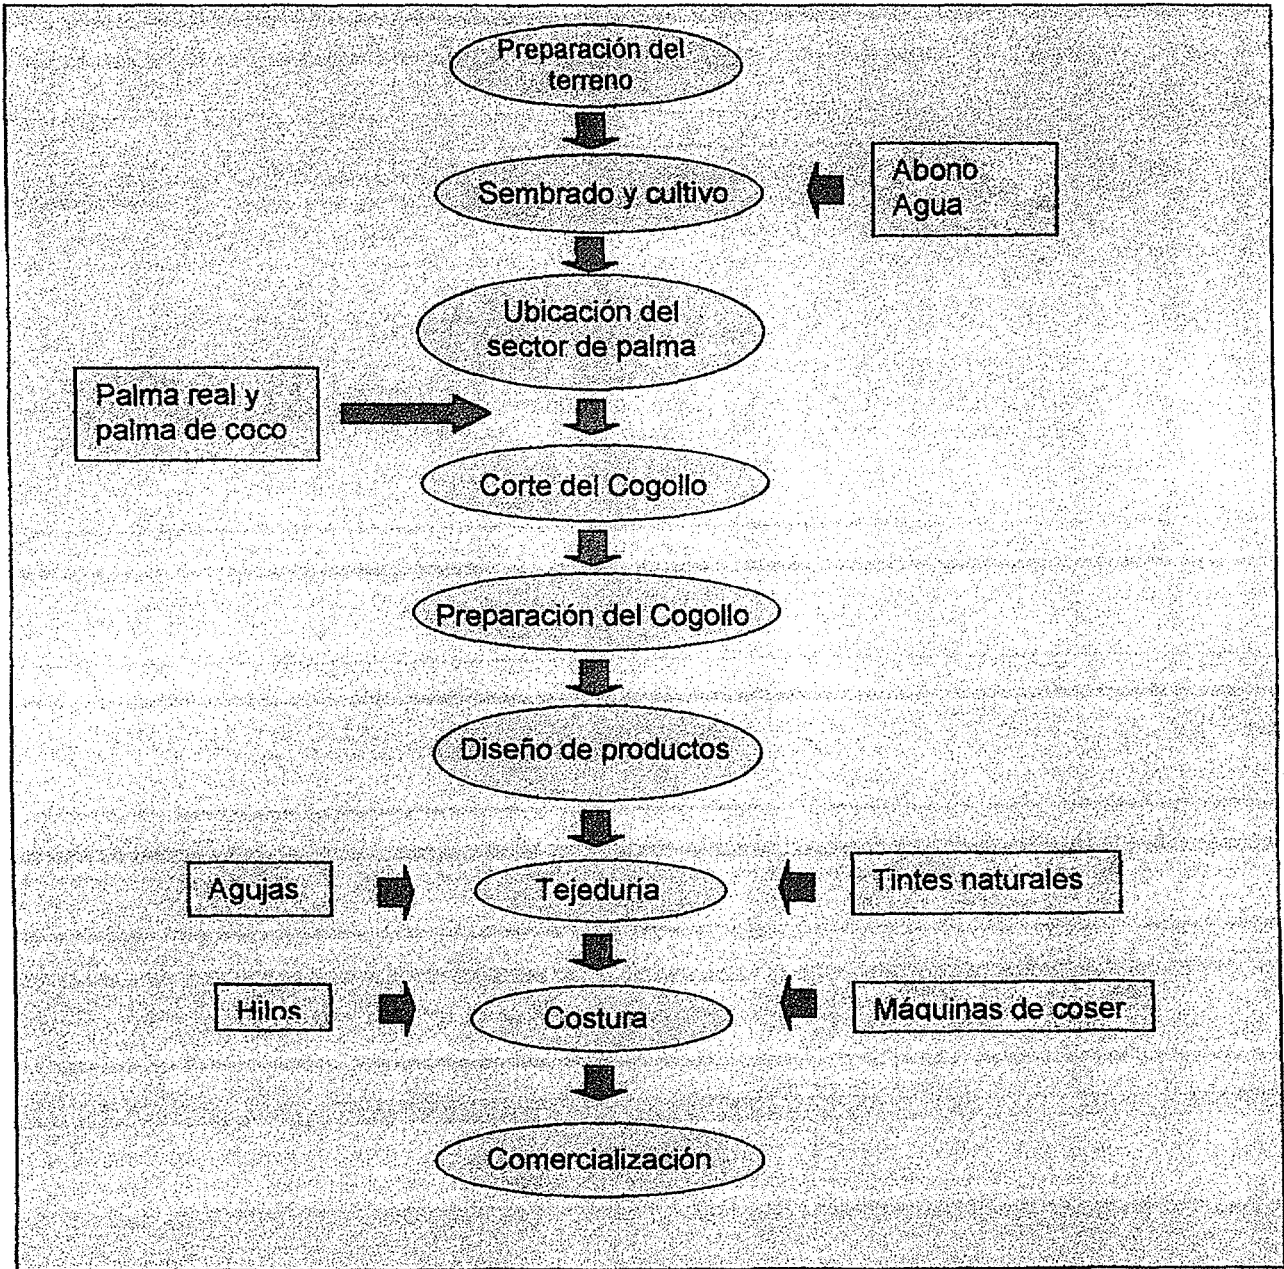 Preparación del
terreno
Sembrado y cultivo
Abono
Agua
Ubicación del
sector de palma
Palma real y
palma de coco
Corte del Cogollo
Preparación del Cogollo
Diseño de productos
Agujas
Tejeduría
Tintes naturales
Hilos
Costura
Máquinas de coser
Comercialización